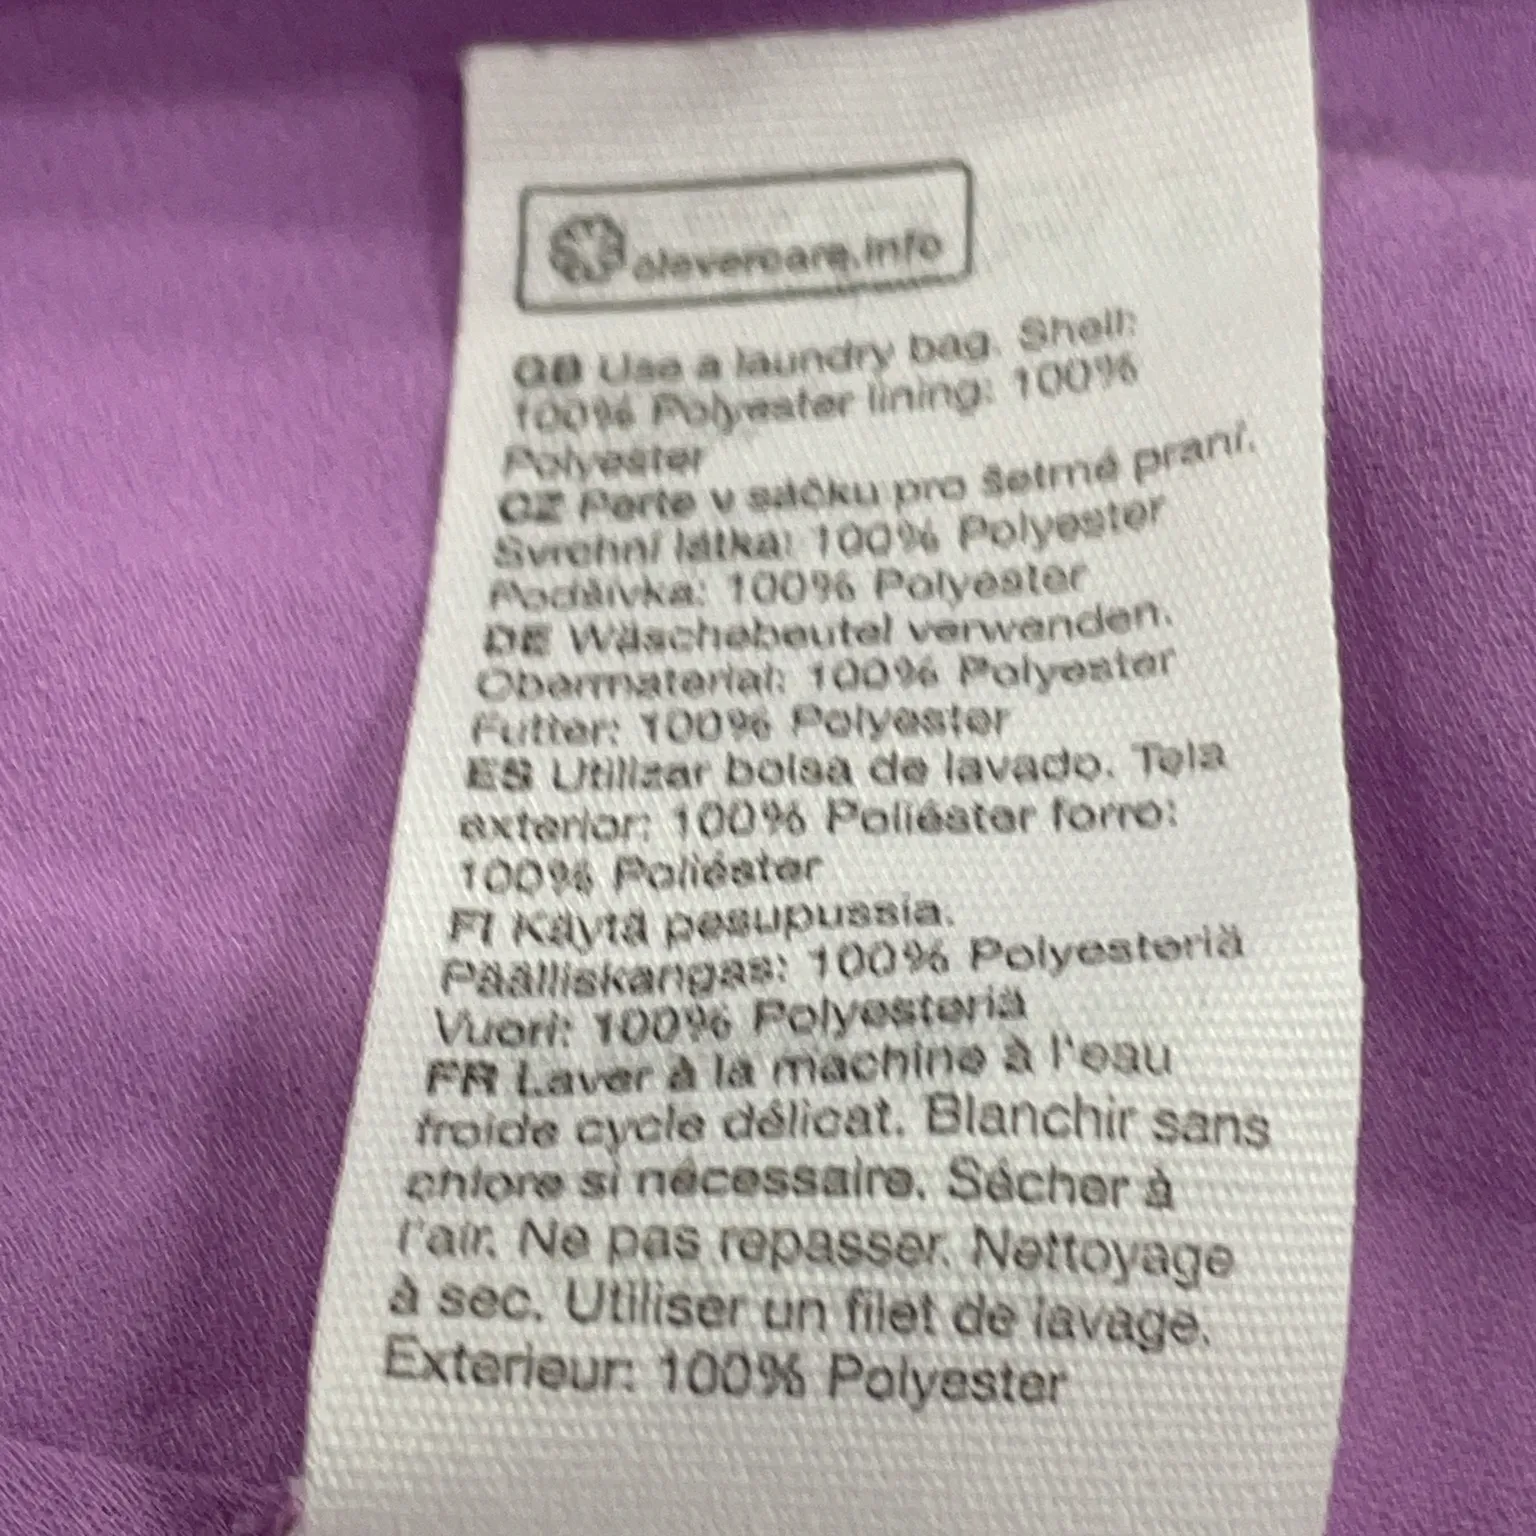 clevercare.info
GB Use a laundry bag. Shell:
100% Polyester lining: 100%
Polyester
CZ Perte v sáčku pro šetrné praní.
Svrchní látka: 100% Polyester
Podšívka: 100% Polyester
DE Wäschebeutel verwenden.
Obermaterial: 100% Polyester
Futter: 100% Polyester
ES Utilizar bolsa de lavado. Tela
exterior: 100% Poliéster forro:
100% Poliéster
FI Käytä pesupussia.
Päälliskangas: 100% Polyesteriä
Vuori: 100% Polyesteriä
FR Laver à la machine à l'eau
froide cycle délicat. Blanchir sans
chlore si nécessaire. Sécher à
l'air. Ne pas repasser. Nettoyage
à sec. Utiliser un filet de lavage.
Exterieur: 100% Polyester